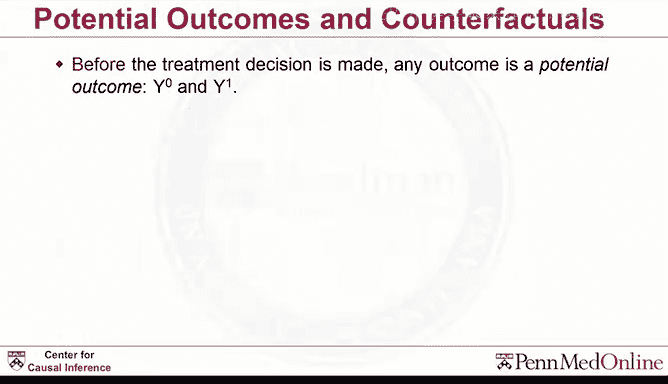 Potential Outcomes and Counterfactuals
❖ Before the treatment decision is made, any outcome is a potential
outcome: Y⁰ and Y¹.
Center for
Causal Inference
PennMedOnline